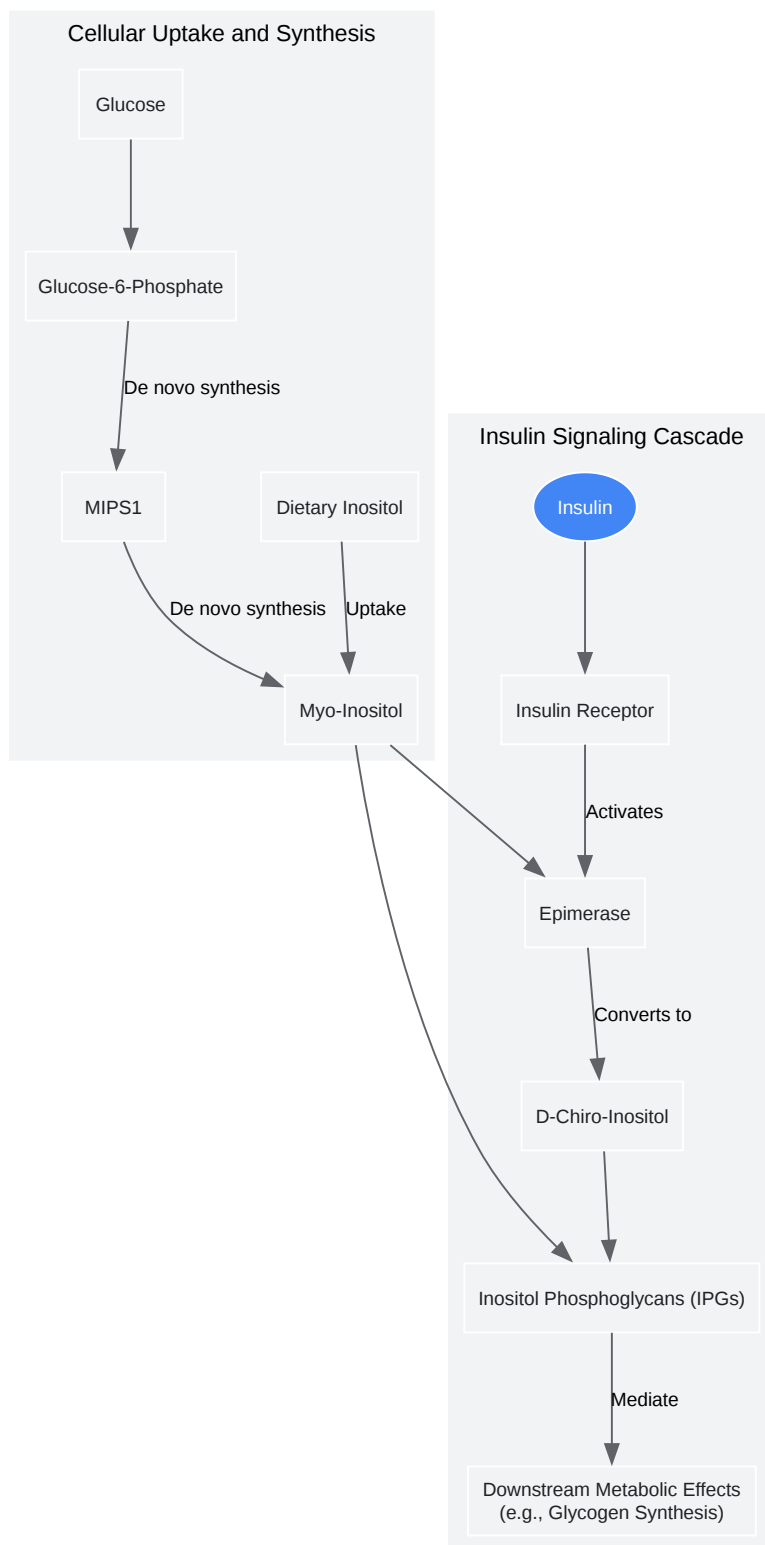 Cellular Uptake and Synthesis
Glucose
Glucose-6-Phosphate
De novo synthesis
MIPS1
Dietary Inositol
De novo synthesis
Uptake
Myo-Inositol
Insulin Signaling Cascade
Insulin
Insulin Receptor
Activates
Epimerase
Converts to
D-Chiro-Inositol
Inositol Phosphoglycans (IPGs)
Mediate
Downstream Metabolic Effects
(e.g., Glycogen Synthesis)